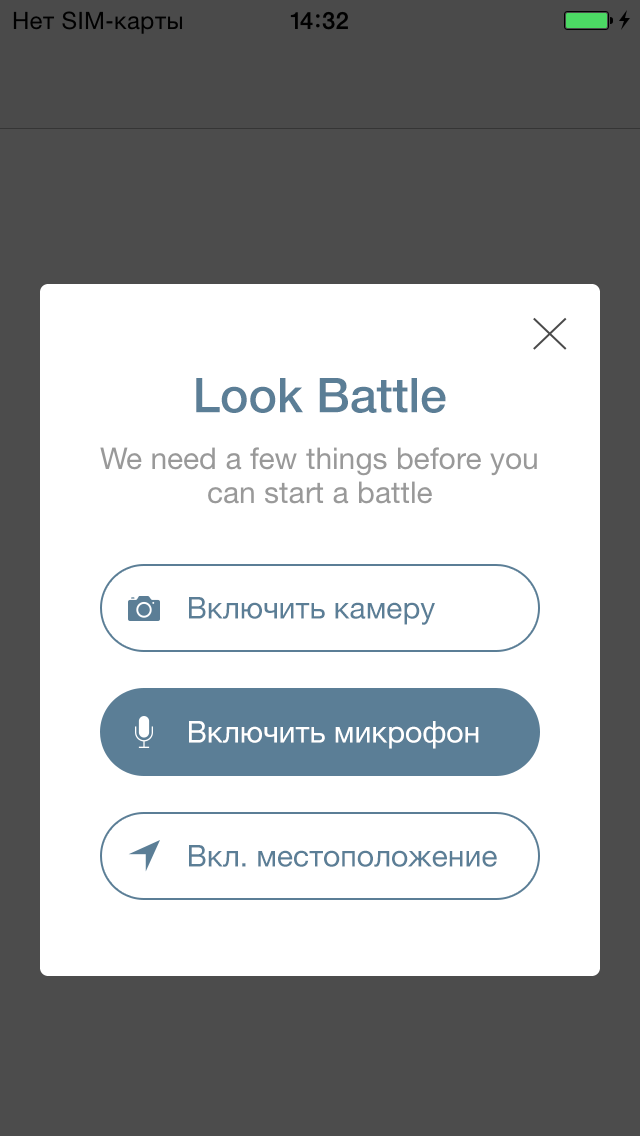 Нет SIM-карты 14:32
Look Battle
We need a few things before you
can start a battle
Включить камеру
Включить микрофон
Вкл. местоположение